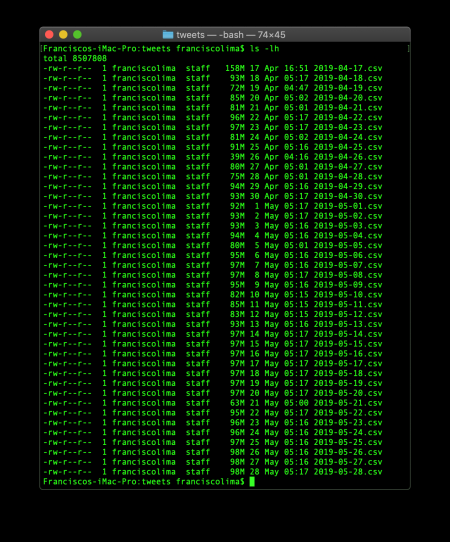 tweets — -bash — 74×45
[Franciscos-iMac-Pro:tweets franciscolima$ ls -lh ]
total 8507808
-rw-r--r-- 1 franciscolima staff 158M 17 Apr 16:51 2019-04-17.csv
-rw-r--r-- 1 franciscolima staff 93M 18 Apr 05:17 2019-04-18.csv
-rw-r--r-- 1 franciscolima staff 72M 19 Apr 04:47 2019-04-19.csv
-rw-r--r-- 1 franciscolima staff 85M 20 Apr 05:02 2019-04-20.csv
-rw-r--r-- 1 franciscolima staff 81M 21 Apr 05:01 2019-04-21.csv
-rw-r--r-- 1 franciscolima staff 96M 22 Apr 05:17 2019-04-22.csv
-rw-r--r-- 1 franciscolima staff 97M 23 Apr 05:17 2019-04-23.csv
-rw-r--r-- 1 franciscolima staff 81M 24 Apr 05:02 2019-04-24.csv
-rw-r--r-- 1 franciscolima staff 91M 25 Apr 05:16 2019-04-25.csv
-rw-r--r-- 1 franciscolima staff 39M 26 Apr 04:16 2019-04-26.csv
-rw-r--r-- 1 franciscolima staff 80M 27 Apr 05:01 2019-04-27.csv
-rw-r--r-- 1 franciscolima staff 75M 28 Apr 05:01 2019-04-28.csv
-rw-r--r-- 1 franciscolima staff 94M 29 Apr 05:16 2019-04-29.csv
-rw-r--r-- 1 franciscolima staff 93M 30 Apr 05:17 2019-04-30.csv
-rw-r--r-- 1 franciscolima staff 92M 1 May 05:17 2019-05-01.csv
-rw-r--r-- 1 franciscolima staff 93M 2 May 05:17 2019-05-02.csv
-rw-r--r-- 1 franciscolima staff 93M 3 May 05:16 2019-05-03.csv
-rw-r--r-- 1 franciscolima staff 94M 4 May 05:16 2019-05-04.csv
-rw-r--r-- 1 franciscolima staff 80M 5 May 05:01 2019-05-05.csv
-rw-r--r-- 1 franciscolima staff 95M 6 May 05:16 2019-05-06.csv
-rw-r--r-- 1 franciscolima staff 97M 7 May 05:16 2019-05-07.csv
-rw-r--r-- 1 franciscolima staff 97M 8 May 05:17 2019-05-08.csv
-rw-r--r-- 1 franciscolima staff 95M 9 May 05:16 2019-05-09.csv
-rw-r--r-- 1 franciscolima staff 82M 10 May 05:15 2019-05-10.csv
-rw-r--r-- 1 franciscolima staff 85M 11 May 05:15 2019-05-11.csv
-rw-r--r-- 1 franciscolima staff 83M 12 May 05:15 2019-05-12.csv
-rw-r--r-- 1 franciscolima staff 93M 13 May 05:16 2019-05-13.csv
-rw-r--r-- 1 franciscolima staff 97M 14 May 05:17 2019-05-14.csv
-rw-r--r-- 1 franciscolima staff 97M 15 May 05:17 2019-05-15.csv
-rw-r--r-- 1 franciscolima staff 97M 16 May 05:17 2019-05-16.csv
-rw-r--r-- 1 franciscolima staff 97M 17 May 05:17 2019-05-17.csv
-rw-r--r-- 1 franciscolima staff 97M 18 May 05:17 2019-05-18.csv
-rw-r--r-- 1 franciscolima staff 97M 19 May 05:17 2019-05-19.csv
-rw-r--r-- 1 franciscolima staff 97M 20 May 05:17 2019-05-20.csv
-rw-r--r-- 1 franciscolima staff 63M 21 May 05:00 2019-05-21.csv
-rw-r--r-- 1 franciscolima staff 95M 22 May 05:17 2019-05-22.csv
-rw-r--r-- 1 franciscolima staff 96M 23 May 05:16 2019-05-23.csv
-rw-r--r-- 1 franciscolima staff 96M 24 May 05:16 2019-05-24.csv
-rw-r--r-- 1 franciscolima staff 97M 25 May 05:16 2019-05-25.csv
-rw-r--r-- 1 franciscolima staff 98M 26 May 05:16 2019-05-26.csv
-rw-r--r-- 1 franciscolima staff 98M 27 May 05:16 2019-05-27.csv
-rw-r--r-- 1 franciscolima staff 98M 28 May 05:17 2019-05-28.csv
Franciscos-iMac-Pro:tweets franciscolima$